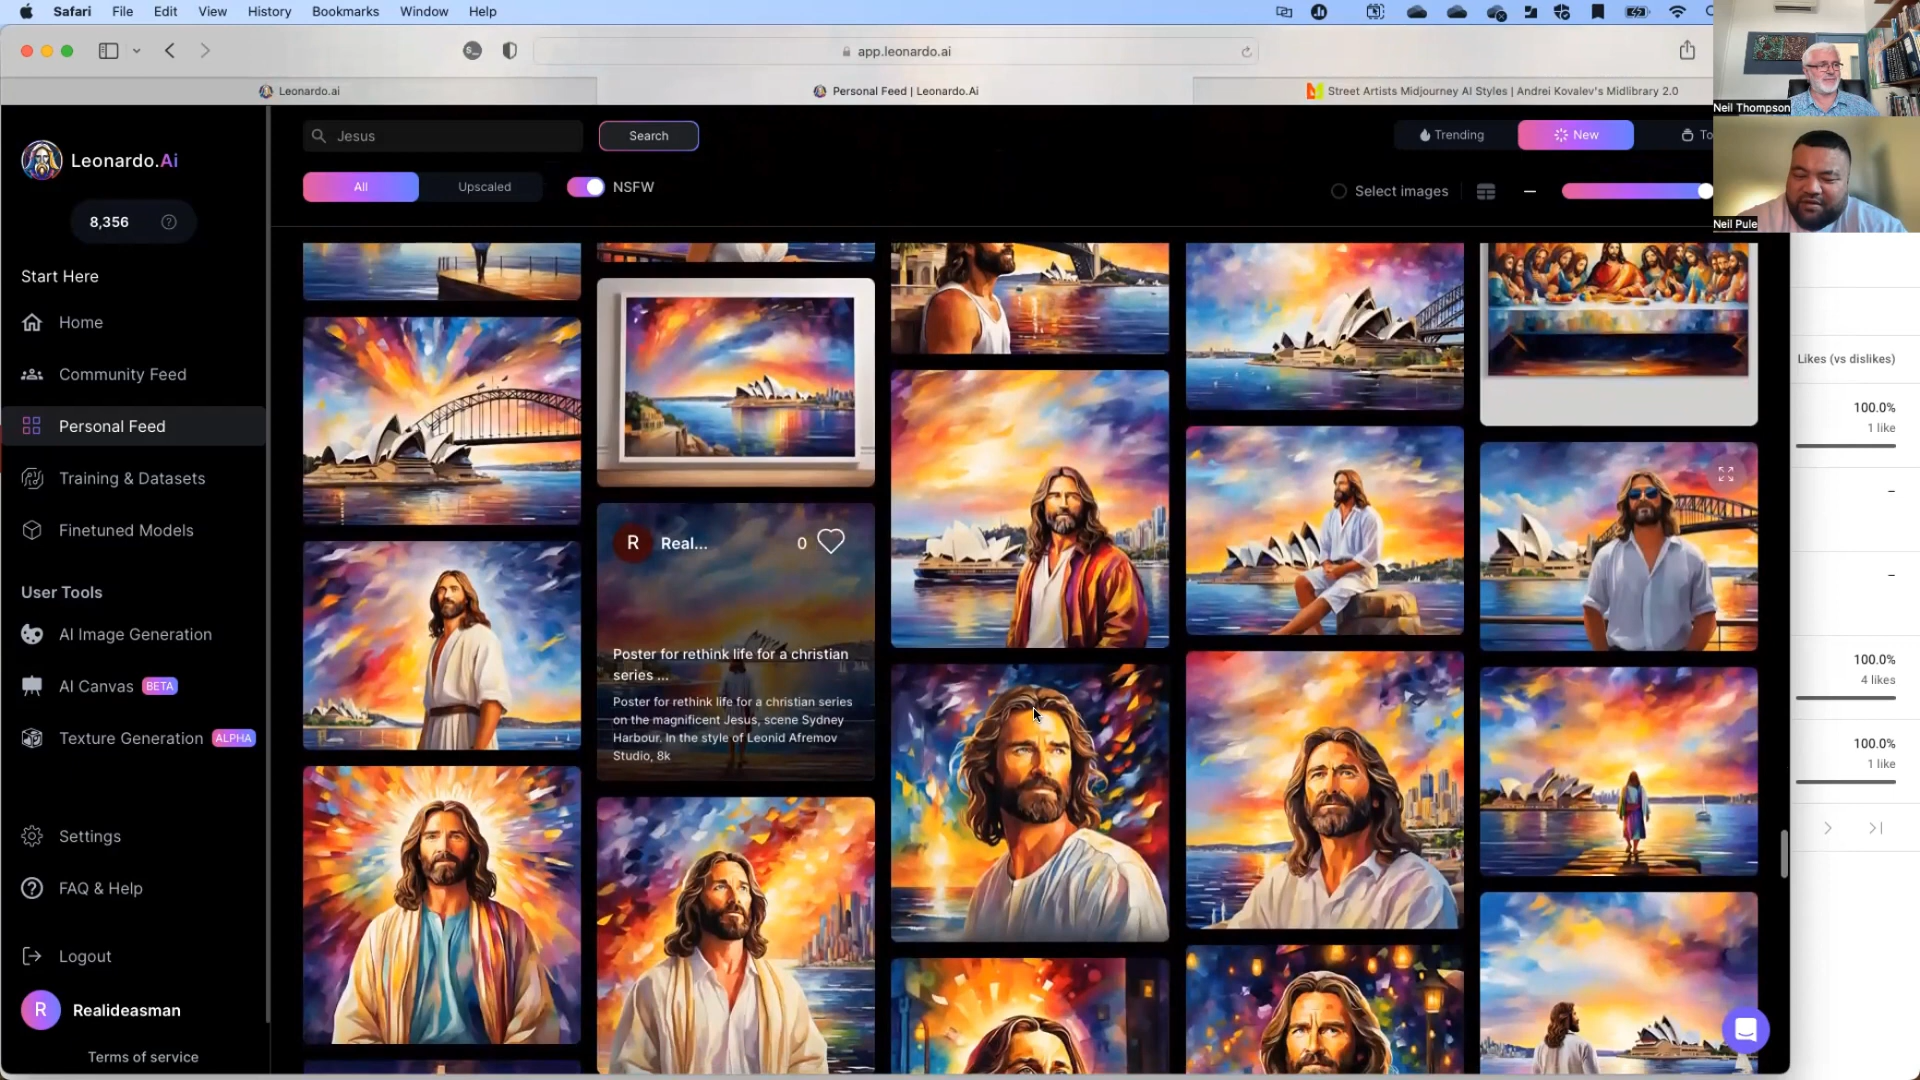 Safari File Edit View History Bookmarks Window Help
app.leonardo.ai
Leonardo.ai
Personal Feed | Leonardo.Ai
Street Artists Midjourney AI Styles | Andrei Kovalev's Midlibrary 2.0
Neil Thompson
Neil Pule
Leonardo.Ai
8,356
Start Here
Home
Community Feed
Personal Feed
Training & Datasets
Finetuned Models
User Tools
AI Image Generation
AI Canvas BETA
Texture Generation ALPHA
Settings
FAQ & Help
Logout
R Realideasman
Terms of service
Jesus
Search
Trending
New
To
All
Upscaled
NSFW
Select images
R Real... 0
Poster for rethink life for a christian
series ...
Poster for rethink life for a christian series
on the magnificent Jesus, scene Sydney
Harbour. In the style of Leonid Afremov
Studio, 8k
Likes (vs dislikes)
100.0%
1 like
–
–
100.0%
4 likes
100.0%
1 like